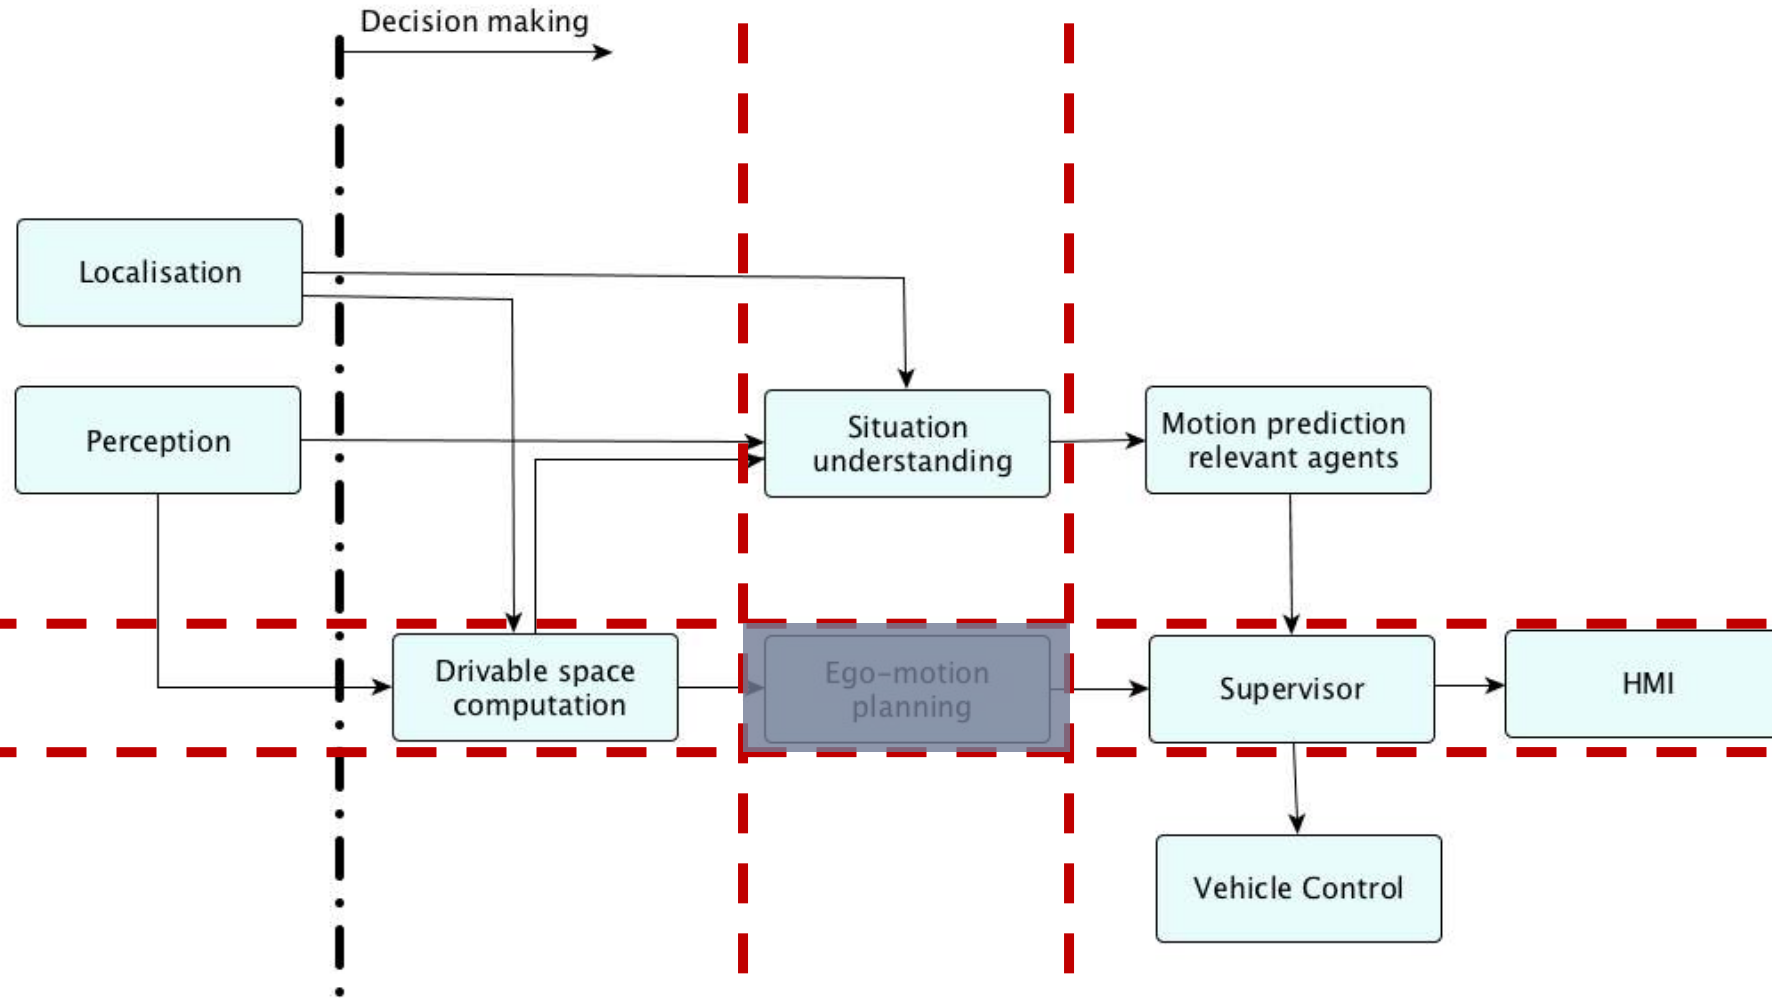 Decision making
Localisation
Perception
Situation
understanding
Motion prediction
relevant agents
Drivable space
computation
Ego-motion
planning
Supervisor
HMI
Vehicle Control